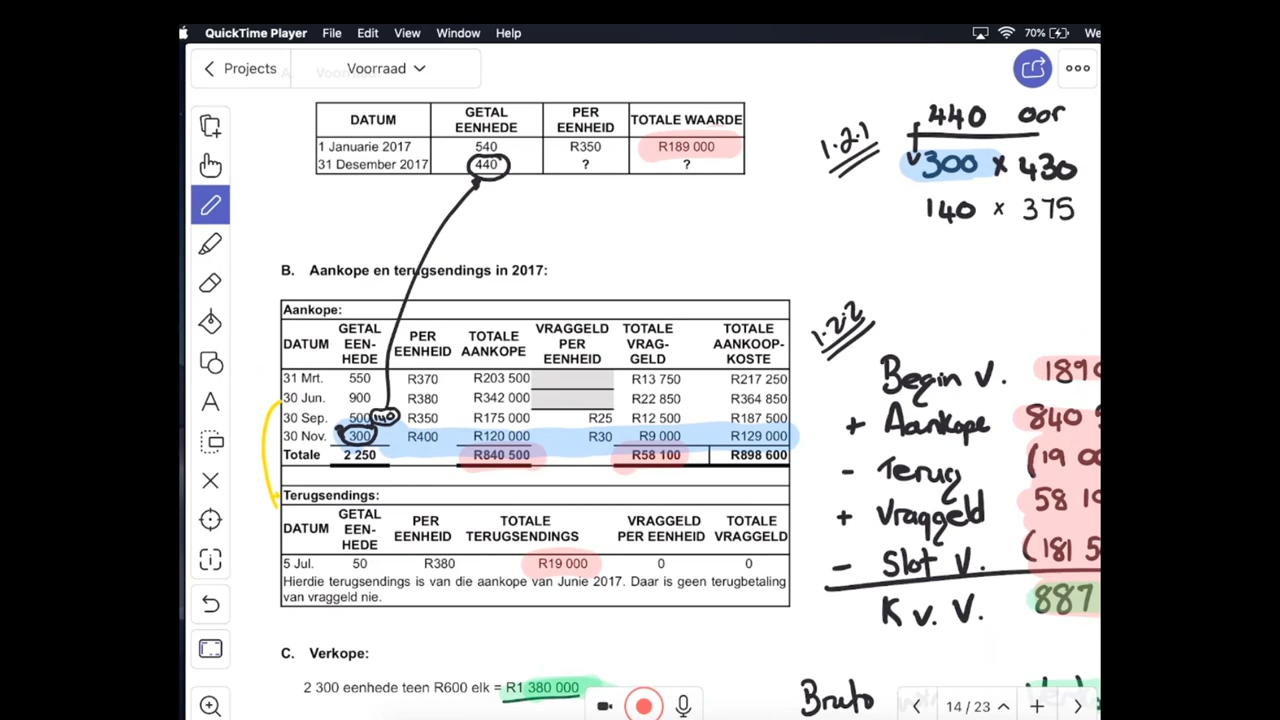 QuickTime Player File Edit View Window Help 70% We
Projects Voorraad
A. Voorraad
DATUM GETAL EENHEDE PER EENHEID TOTALE WAARDE
1 Januarie 2017 540 R350 R189 000
31 Desember 2017 440 ? ?
1.2.1
440 oor
300 x 430
140 x 375
B. Aankope en terugsendings in 2017:
Aankope:
DATUM GETAL EEN-HEDE PER EENHEID TOTALE AANKOPE VRAGGELD PER EENHEID TOTALE VRAG-GELD TOTALE AANKOOP-KOSTE
31 Mrt. 550 R370 R203 500 R13 750 R217 250
30 Jun. 900 R380 R342 000 R22 850 R364 850
30 Sep. 500 140 R350 R175 000 R25 R12 500 R187 500
30 Nov. 300 R400 R120 000 R30 R9 000 R129 000
Totale 2 250 R840 500 R58 100 R898 600
Terugsendings:
DATUM GETAL EEN-HEDE PER EENHEID TOTALE TERUGSENDINGS VRAGGELD PER EENHEID TOTALE VRAGGELD
5 Jul. 50 R380 R19 000 0 0
Hierdie terugsendings is van die aankope van Junie 2017. Daar is geen terugbetaling
van vraggeld nie.
1.2.2
Begin v. 189
+ Aankope 840 5
- Terug (19 00
+ Vraggeld 58 10
- Slot v. (181 5
K v. V. 887
C. Verkope:
2 300 eenhede teen R600 elk = R1 380 000
Bruto
14 / 23